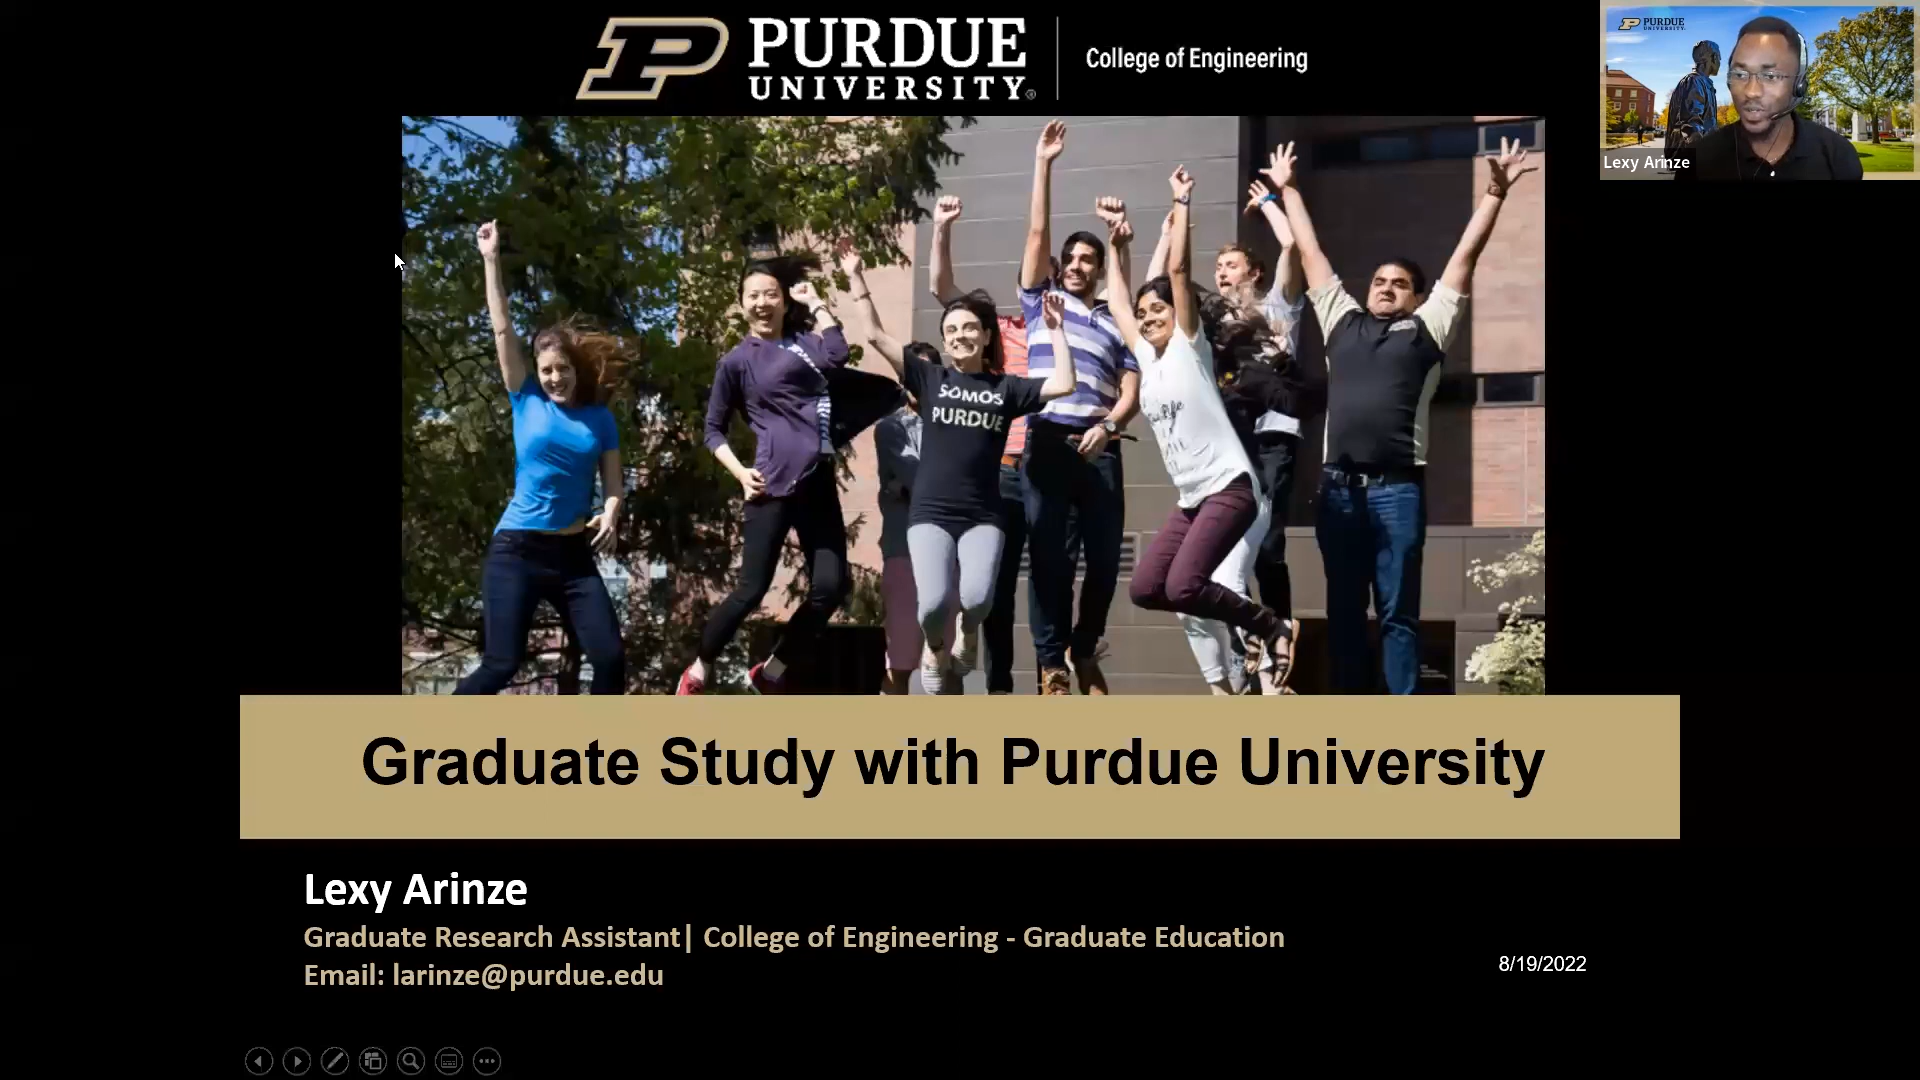 PURDUE
UNIVERSITY®
College of Engineering
PURDUE
UNIVERSITY
Lexy Arinze
SOMOS
PURDUE
Graduate Study with Purdue University
Lexy Arinze
Graduate Research Assistant| College of Engineering - Graduate Education
Email: larinze@purdue.edu
8/19/2022